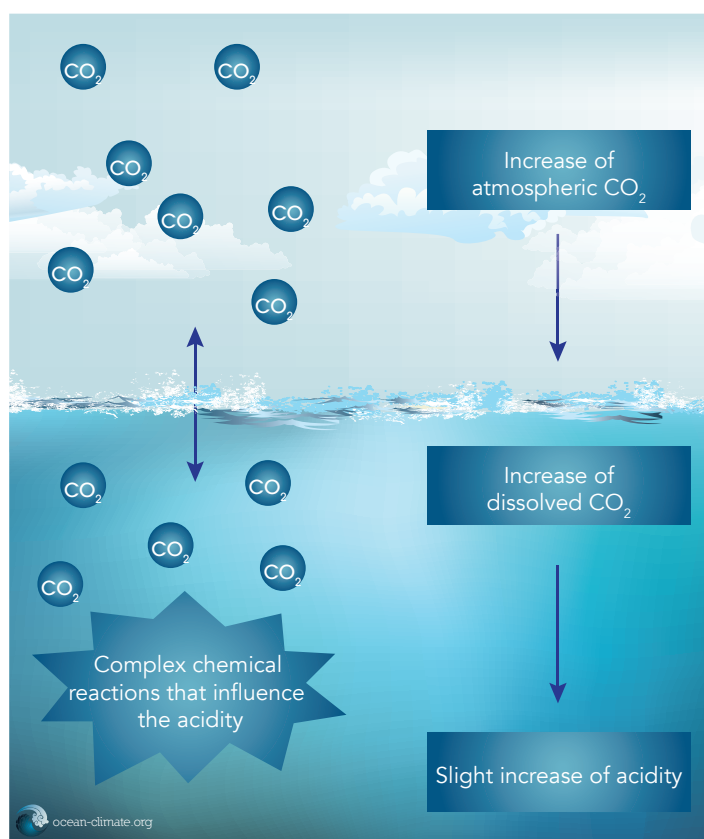 CO₂
CO₂
CO₂
CO₂
CO₂
CO₂
CO₂
Increase of
atmospheric CO₂
CO₂
CO₂
CO₂
CO₂
CO₂
Increase of
dissolved CO₂
Complex chemical
reactions that influence
the acidity
Slight increase of acidity
ocean-climate.org